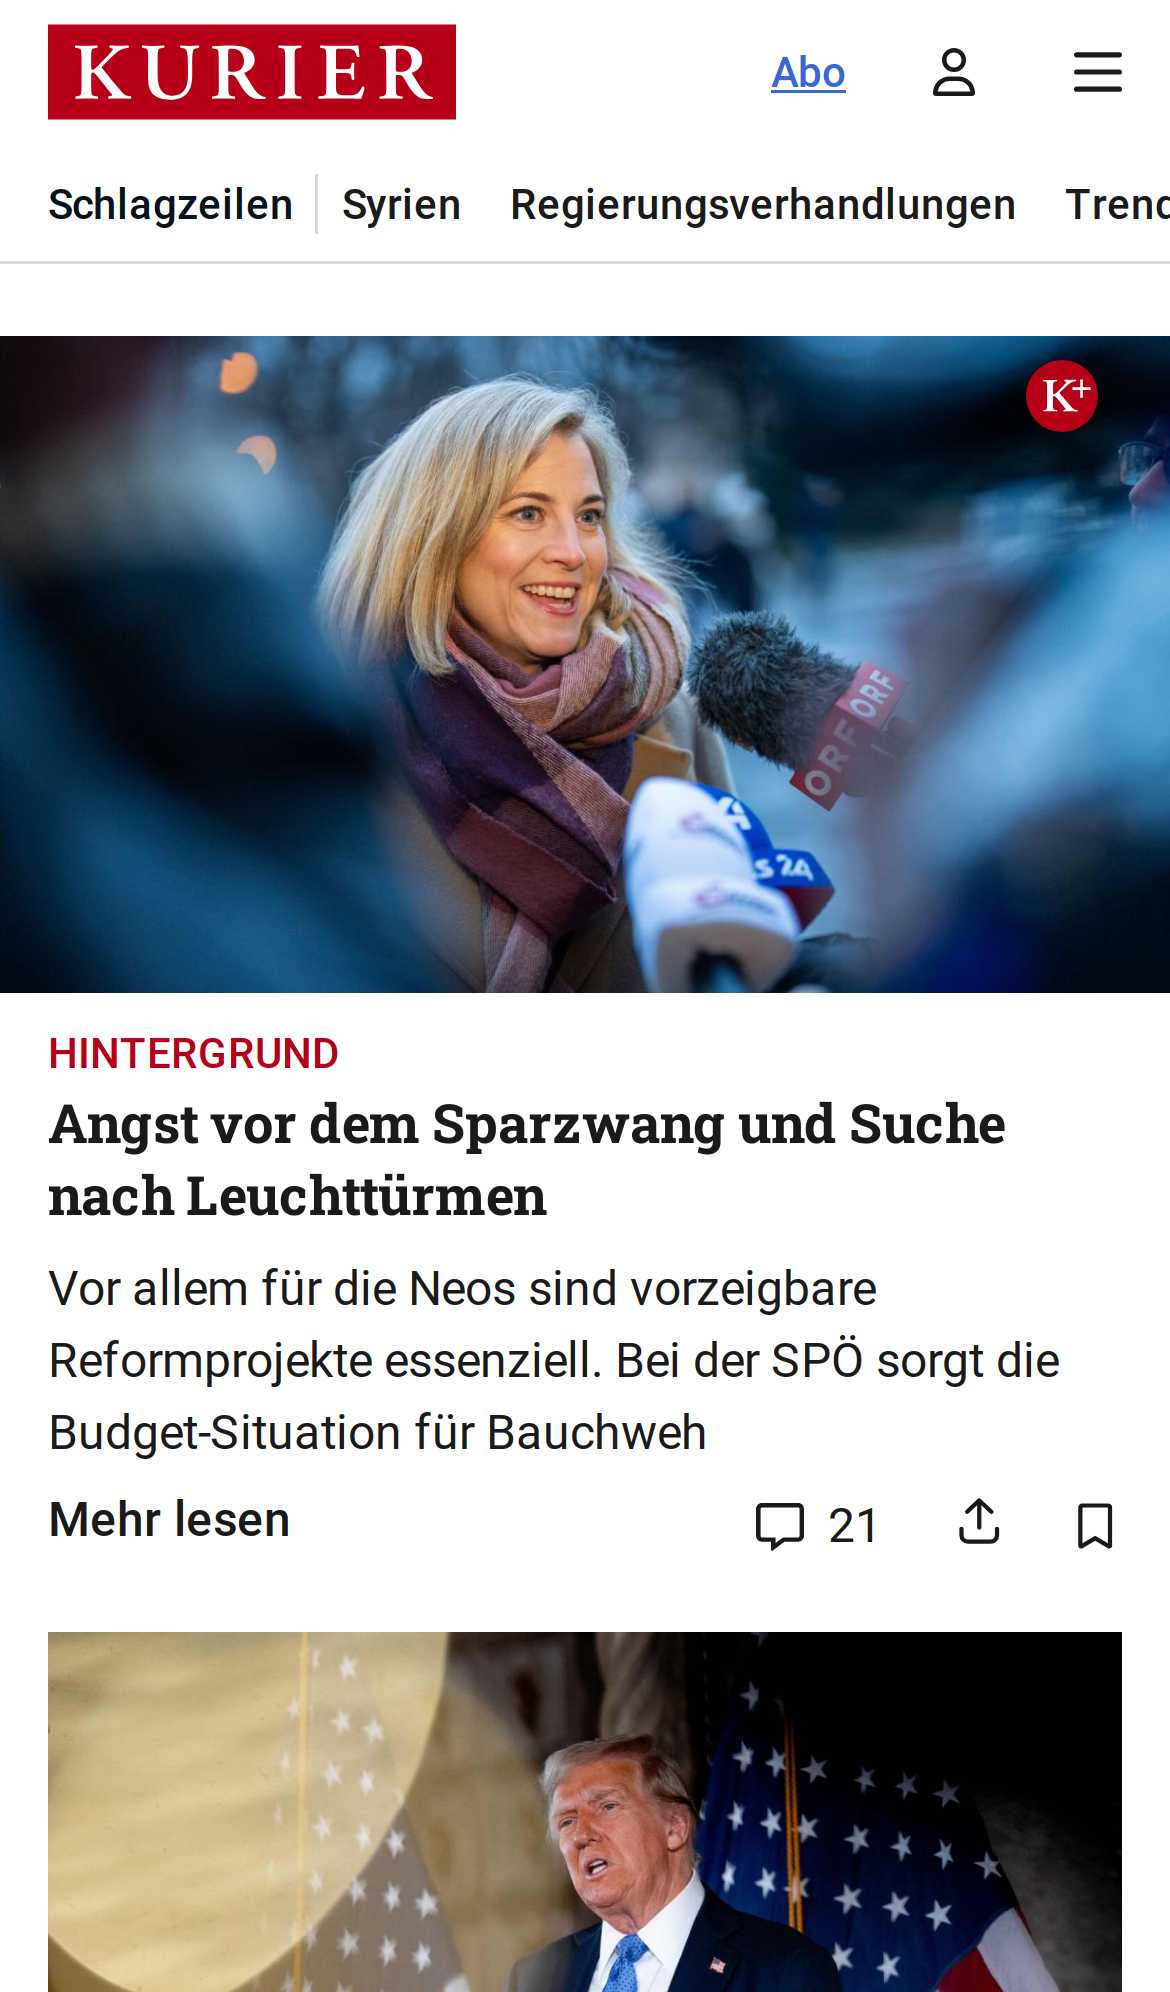 KURIER
Abo
Schlagzeilen
Syrien
Regierungsverhandlungen
Trend
K+
ORF
ORF
s 24
HINTERGRUND
Angst vor dem Sparzwang und Suche
nach Leuchttürmen
Vor allem für die Neos sind vorzeigbare
Reformprojekte essenziell. Bei der SPÖ sorgt die
Budget-Situation für Bauchweh
Mehr lesen
21